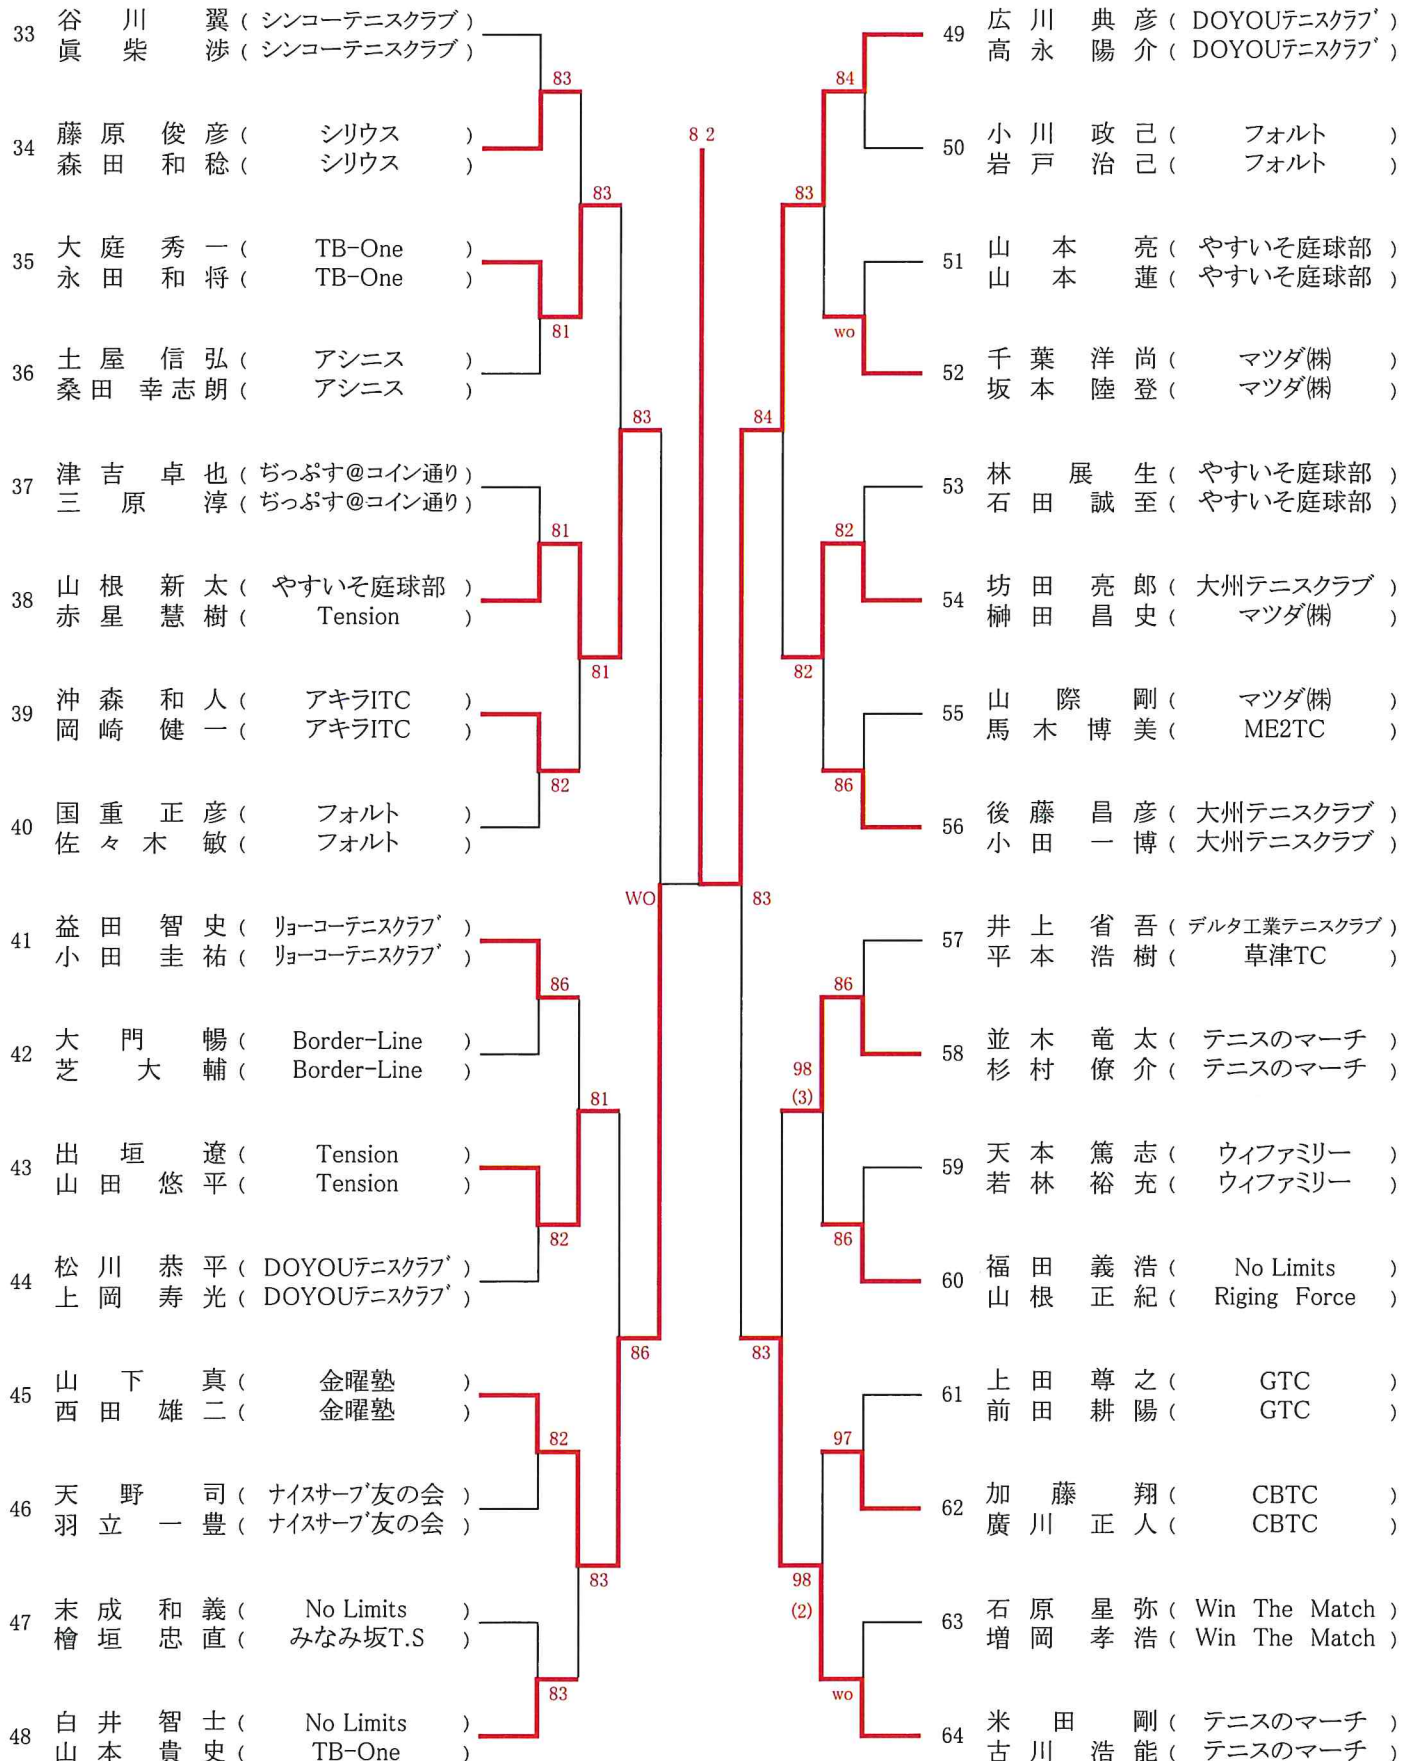 33 谷川 翼 ( シンコーテニスクラブ )
眞柴 渉 ( シンコーテニスクラブ )
83
34 藤原 俊彦 ( シリウス )
森田 和稔 ( シリウス )
83
35 大庭 秀一 ( TB-One )
永田 和将 ( TB-One )
81
36 土屋 信弘 ( アシニス )
桑田 幸志朗 ( アシニス )
83
37 津吉 卓也 ( ぢっぷす@コイン通り )
三原 淳 ( ぢっぷす@コイン通り )
81
38 山根 新太 ( やすいそ庭球部 )
赤星 慧樹 ( Tension )
81
39 沖森 和人 ( アキラITC )
岡崎 健一 ( アキラITC )
82
40 国重 正彦 ( フォルト )
佐々木 敏 ( フォルト )
WO
41 益田 智史 ( リョーコーテニスクラブ )
小田 圭祐 ( リョーコーテニスクラブ )
86
42 大門 暢 ( Border-Line )
芝 大輔 ( Border-Line )
81
43 出垣 遼 ( Tension )
山田 悠平 ( Tension )
82
44 松川 恭平 ( DOYOUテニスクラブ )
上岡 寿光 ( DOYOUテニスクラブ )
86
45 山下 真 ( 金曜塾 )
西田 雄二 ( 金曜塾 )
82
46 天野 司 ( ナイスサーブ友の会 )
羽立 一豊 ( ナイスサーブ友の会 )
83
47 末成 和義 ( No Limits )
檜垣 忠直 ( みなみ坂T.S )
83
48 白井 智士 ( No Limits )
山本 貴史 ( TB-One )
8 2
49 広川 典彦 ( DOYOUテニスクラブ )
高永 陽介 ( DOYOUテニスクラブ )
84
50 小川 政己 ( フォルト )
岩戸 治己 ( フォルト )
83
51 山本 亮 ( やすいそ庭球部 )
山本 蓮 ( やすいそ庭球部 )
wo
52 千葉 洋尚 ( マツダ㈱ )
坂本 陸登 ( マツダ㈱ )
84
53 林 展生 ( やすいそ庭球部 )
石田 誠至 ( やすいそ庭球部 )
82
54 坊田 亮郎 ( 大州テニスクラブ )
榊田 昌史 ( マツダ㈱ )
82
55 山際 剛 ( マツダ㈱ )
馬木 博美 ( ME2TC )
86
56 後藤 昌彦 ( 大州テニスクラブ )
小田 一博 ( 大州テニスクラブ )
83
57 井上 省吾 ( デルタ工業テニスクラブ )
平本 浩樹 ( 草津TC )
86
58 並木 竜太 ( テニスのマーチ )
杉村 僚介 ( テニスのマーチ )
98
(3)
59 天本 篤志 ( ウィファミリー )
若林 裕充 ( ウィファミリー )
86
60 福田 義浩 ( No Limits )
山根 正紀 ( Riging Force )
83
61 上田 尊之 ( GTC )
前田 耕陽 ( GTC )
97
62 加藤 翔 ( CBTC )
廣川 正人 ( CBTC )
98
(2)
63 石原 星弥 ( Win The Match )
増岡 孝浩 ( Win The Match )
wo
64 米田 剛 ( テニスのマーチ )
古川 浩能 ( テニスのマーチ )